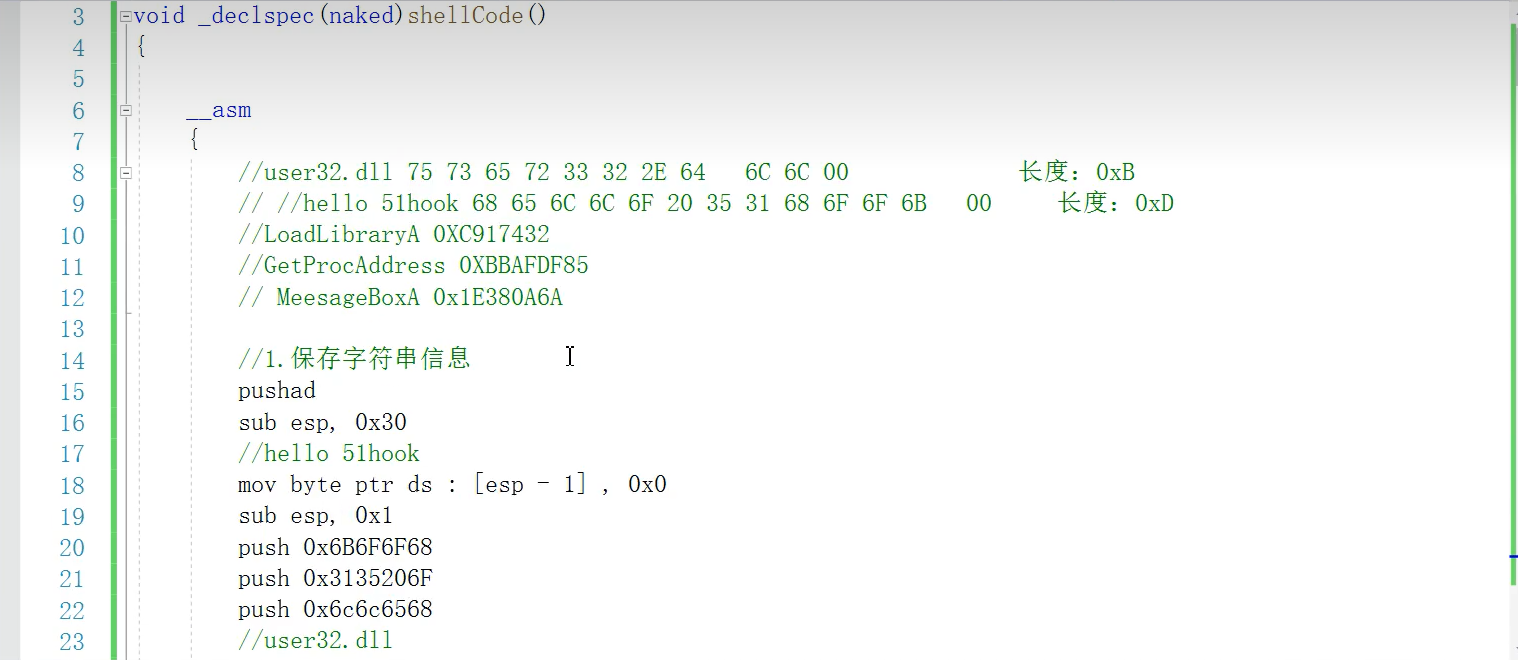 3 void _declspec(naked)shellCode()
4 {
5
6 __asm
7 {
8 //user32.dll 75 73 65 72 33 32 2E 64 6C 6C 00 长度：0xB
9 // //hello 51hook 68 65 6C 6C 6F 20 35 31 68 6F 6F 6B 00 长度：0xD
10 //LoadLibraryA 0XC917432
11 //GetProcAddress 0XBBAFDF85
12 // MeesageBoxA 0x1E380A6A
13
14 //1.保存字符串信息
15 pushad
16 sub esp, 0x30
17 //hello 51hook
18 mov byte ptr ds : [esp - 1] , 0x0
19 sub esp, 0x1
20 push 0x6B6F6F68
21 push 0x3135206F
22 push 0x6c6c6568
23 //user32.dll